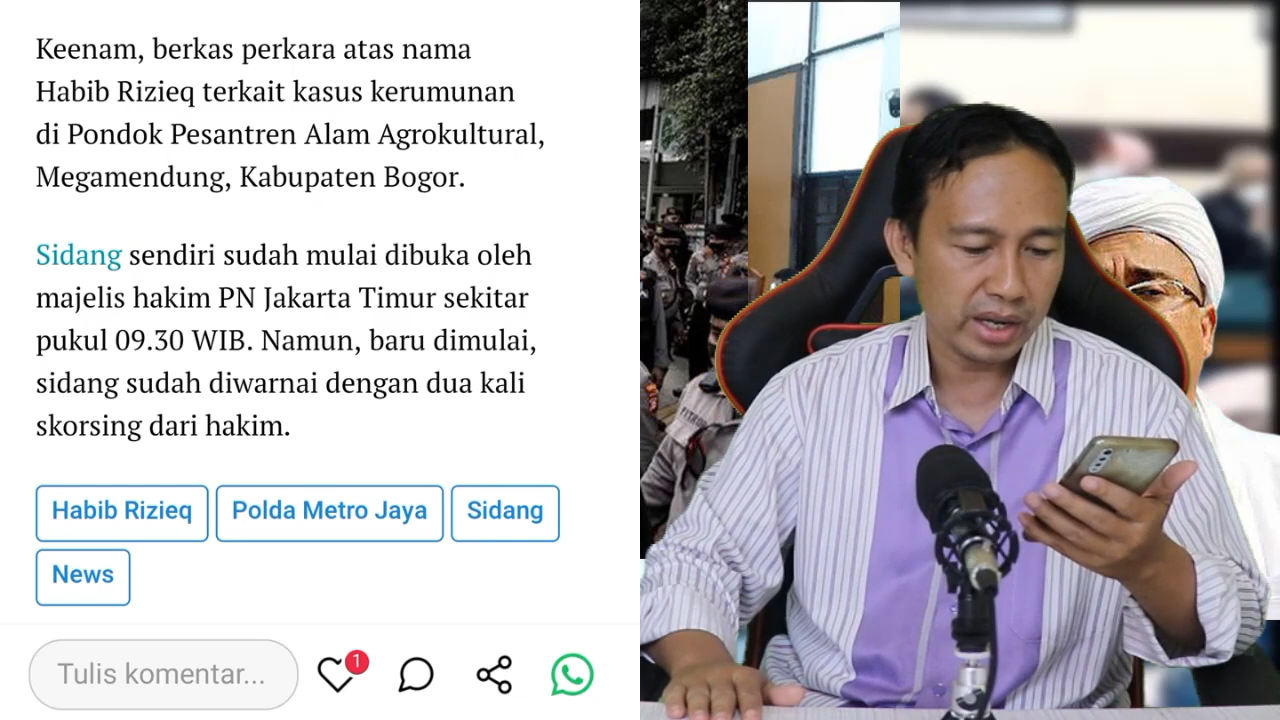 Keenam, berkas perkara atas nama
Habib Rizieq terkait kasus kerumunan
di Pondok Pesantren Alam Agrokultural,
Megamendung, Kabupaten Bogor.
Sidang sendiri sudah mulai dibuka oleh
majelis hakim PN Jakarta Timur sekitar
pukul 09.30 WIB. Namun, baru dimulai,
sidang sudah diwarnai dengan dua kali
skorsing dari hakim.
Habib Rizieq Polda Metro Jaya Sidang
News
Tulis komentar... 1